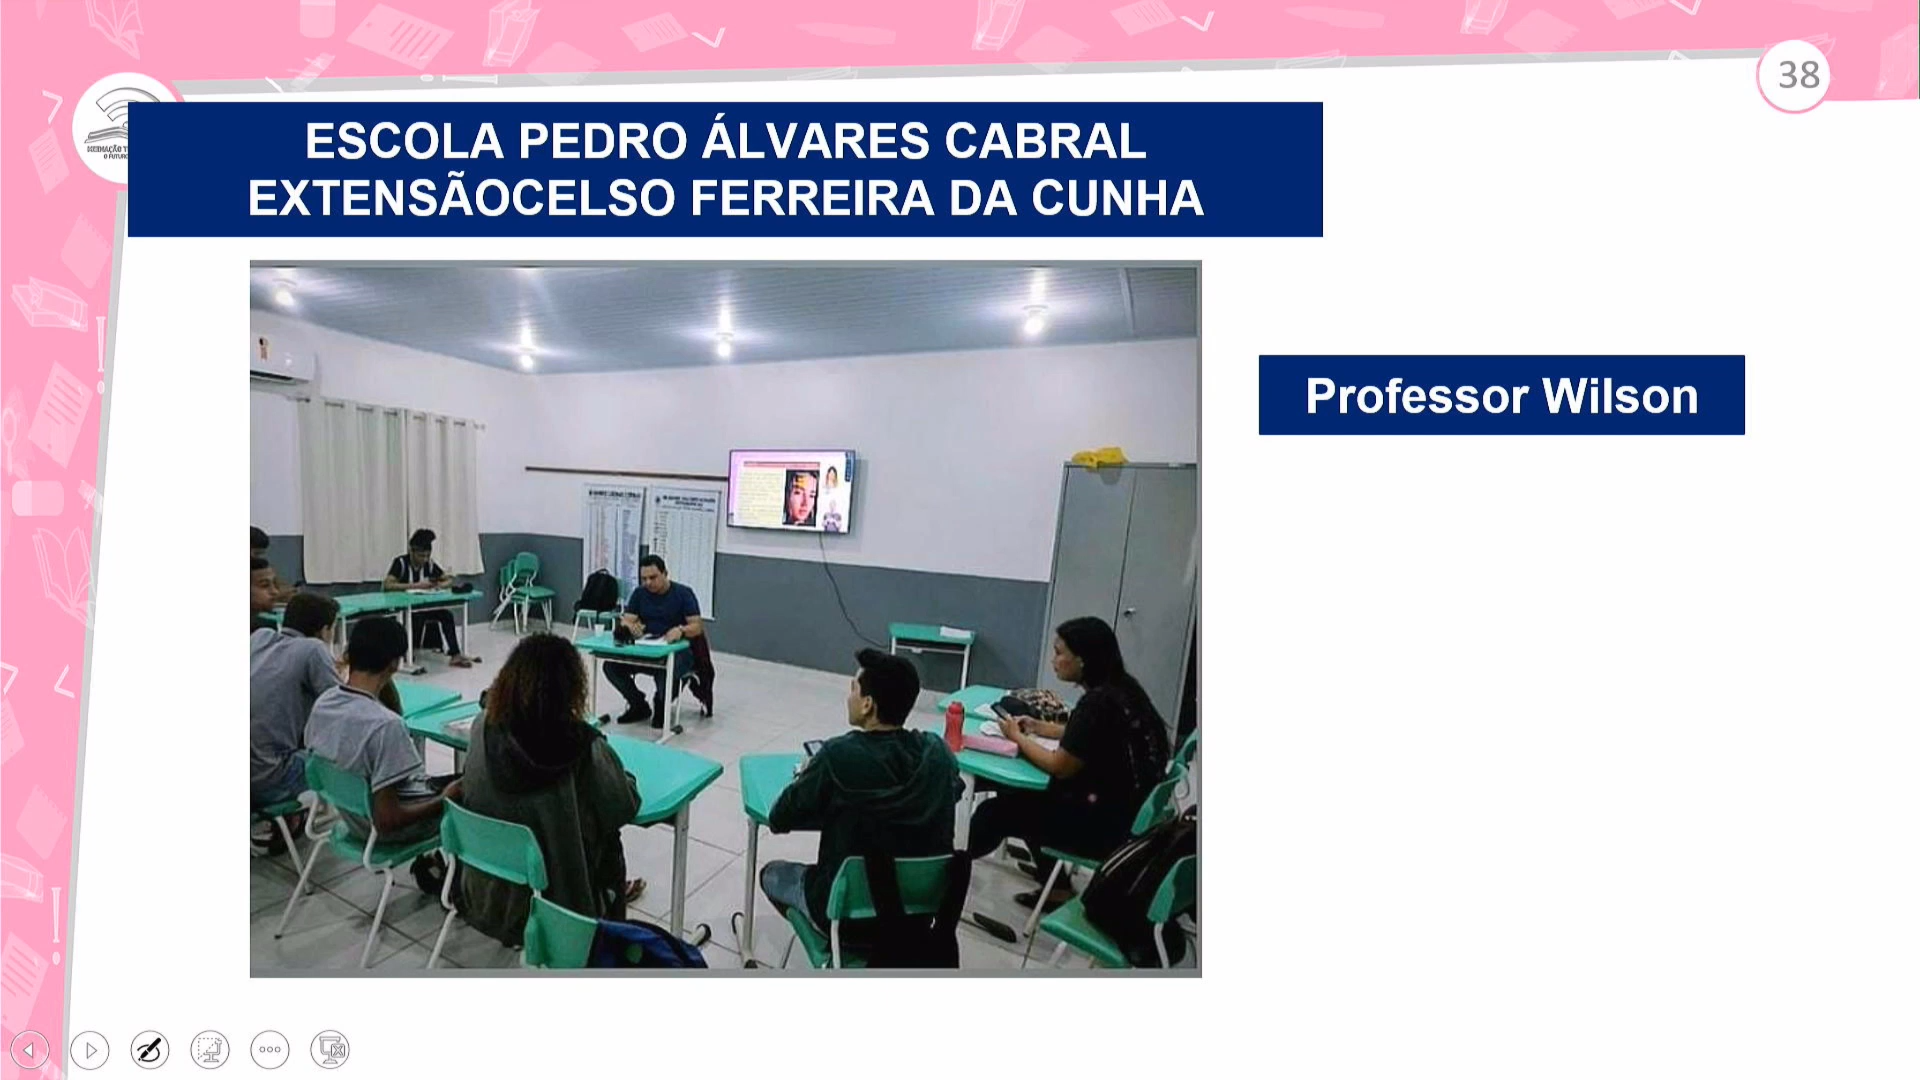 38
ESCOLA PEDRO ÁLVARES CABRAL
EXTENSÃOCELSO FERREIRA DA CUNHA
Professor Wilson